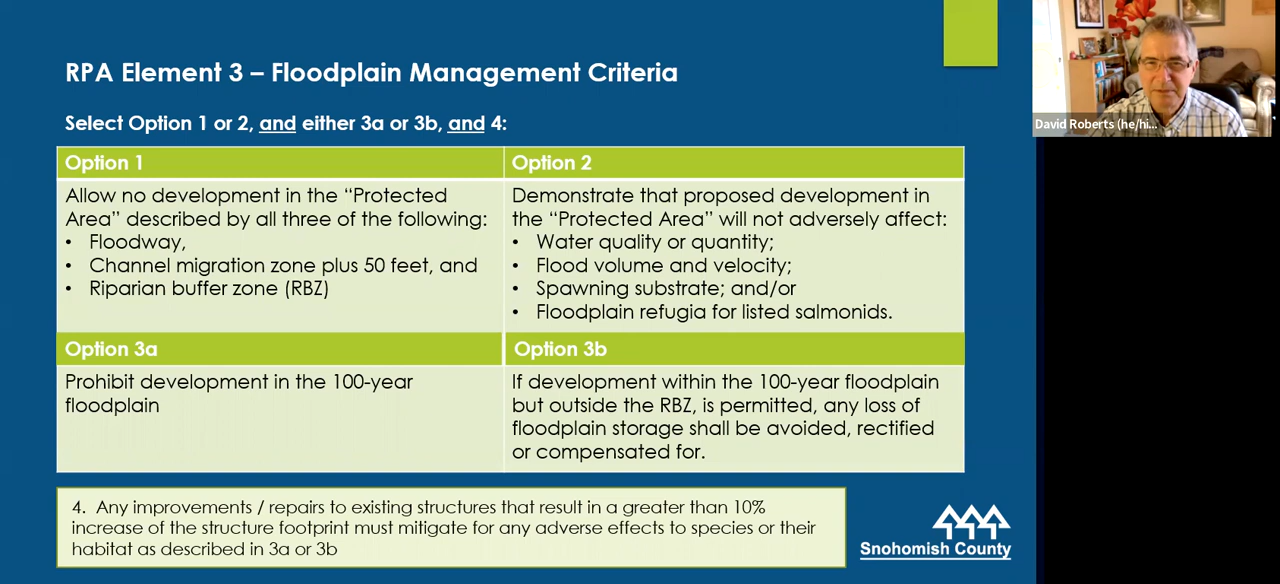 RPA Element 3 – Floodplain Management Criteria
Select Option 1 or 2, and either 3a or 3b, and 4:
Option 1
Allow no development in the “Protected
Area” described by all three of the following:
• Floodway,
• Channel migration zone plus 50 feet, and
• Riparian buffer zone (RBZ)
Option 2
Demonstrate that proposed development in
the “Protected Area” will not adversely affect:
• Water quality or quantity;
• Flood volume and velocity;
• Spawning substrate; and/or
• Floodplain refugia for listed salmonids.
Option 3a
Prohibit development in the 100-year
floodplain
Option 3b
If development within the 100-year floodplain
but outside the RBZ, is permitted, any loss of
floodplain storage shall be avoided, rectified
or compensated for.
4. Any improvements / repairs to existing structures that result in a greater than 10%
increase of the structure footprint must mitigate for any adverse effects to species or their
habitat as described in 3a or 3b
Snohomish County
David Roberts (he/hi...